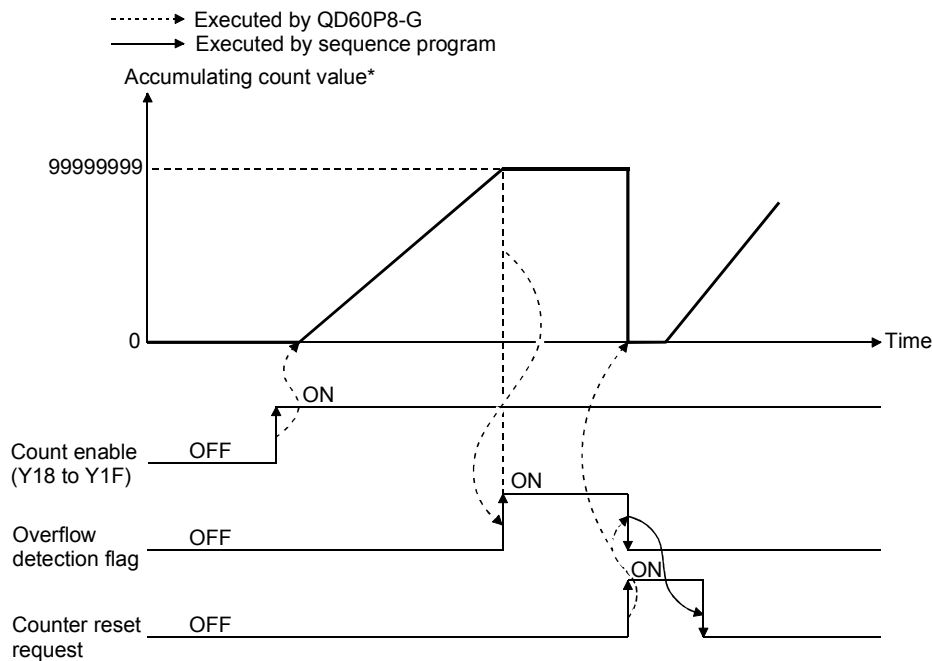 Executed by QD60P8-G
Executed by sequence program
Accumulating count value*
99999999
0
Time
ON
Count enable
(Y18 to Y1F)
OFF
ON
Overflow
detection flag
OFF
ON
Counter reset
request
OFF